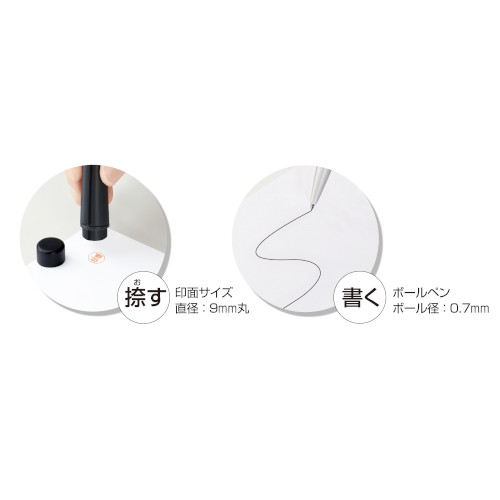 お
捺す
印面サイズ
直径：9mm丸
書く
ボールペン
ボール径：0.7mm